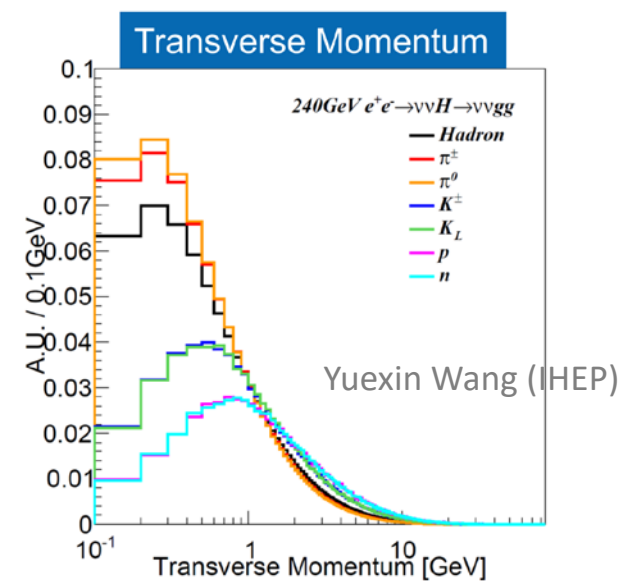 Transverse Momentum
0.1
0.09
0.08
0.07
0.06
0.05
0.04
0.03
0.02
0.01
0
A.U. / 0.1GeV
240GeV e⁺e⁻→ννH→ννgg
Hadron
π±
π⁰
K±
K_L
p
n
Yuexin Wang (IHEP)
10⁻¹ 1 10
Transverse Momentum [GeV]